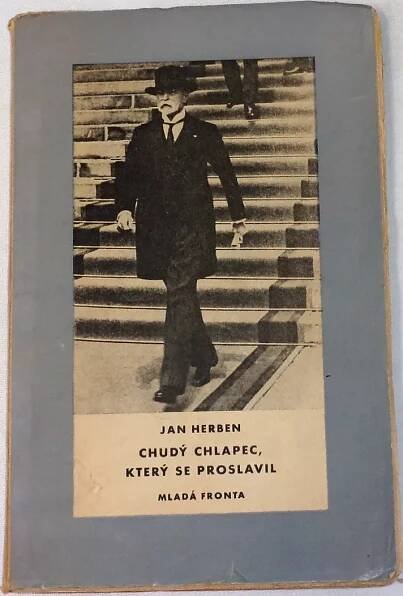 JAN HERBEN
CHUDÝ CHLAPEC,
KTERÝ SE PROSLAVIL
MLADÁ FRONTA